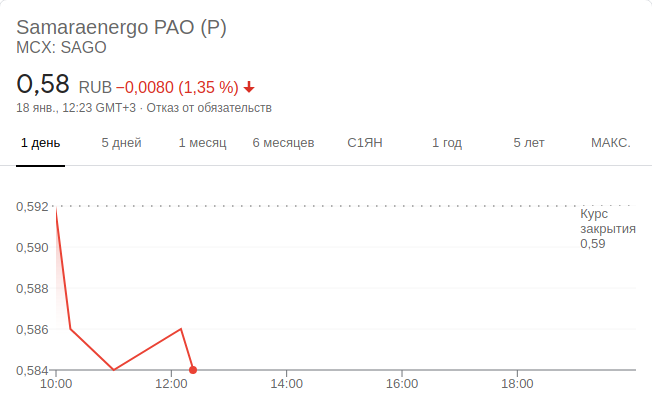 Samaraenergo PAO (P)
MCX: SAGO
0,58 RUB −0,0080 (1,35 %)
18 янв., 12:23 GMT+3 · Отказ от обязательств
1 день 5 дней 1 месяц 6 месяцев С1ЯН 1 год 5 лет МАКС.
0,592
Курс
закрытия
0,59
0,590
0,588
0,586
0,584
10:00 12:00 14:00 16:00 18:00